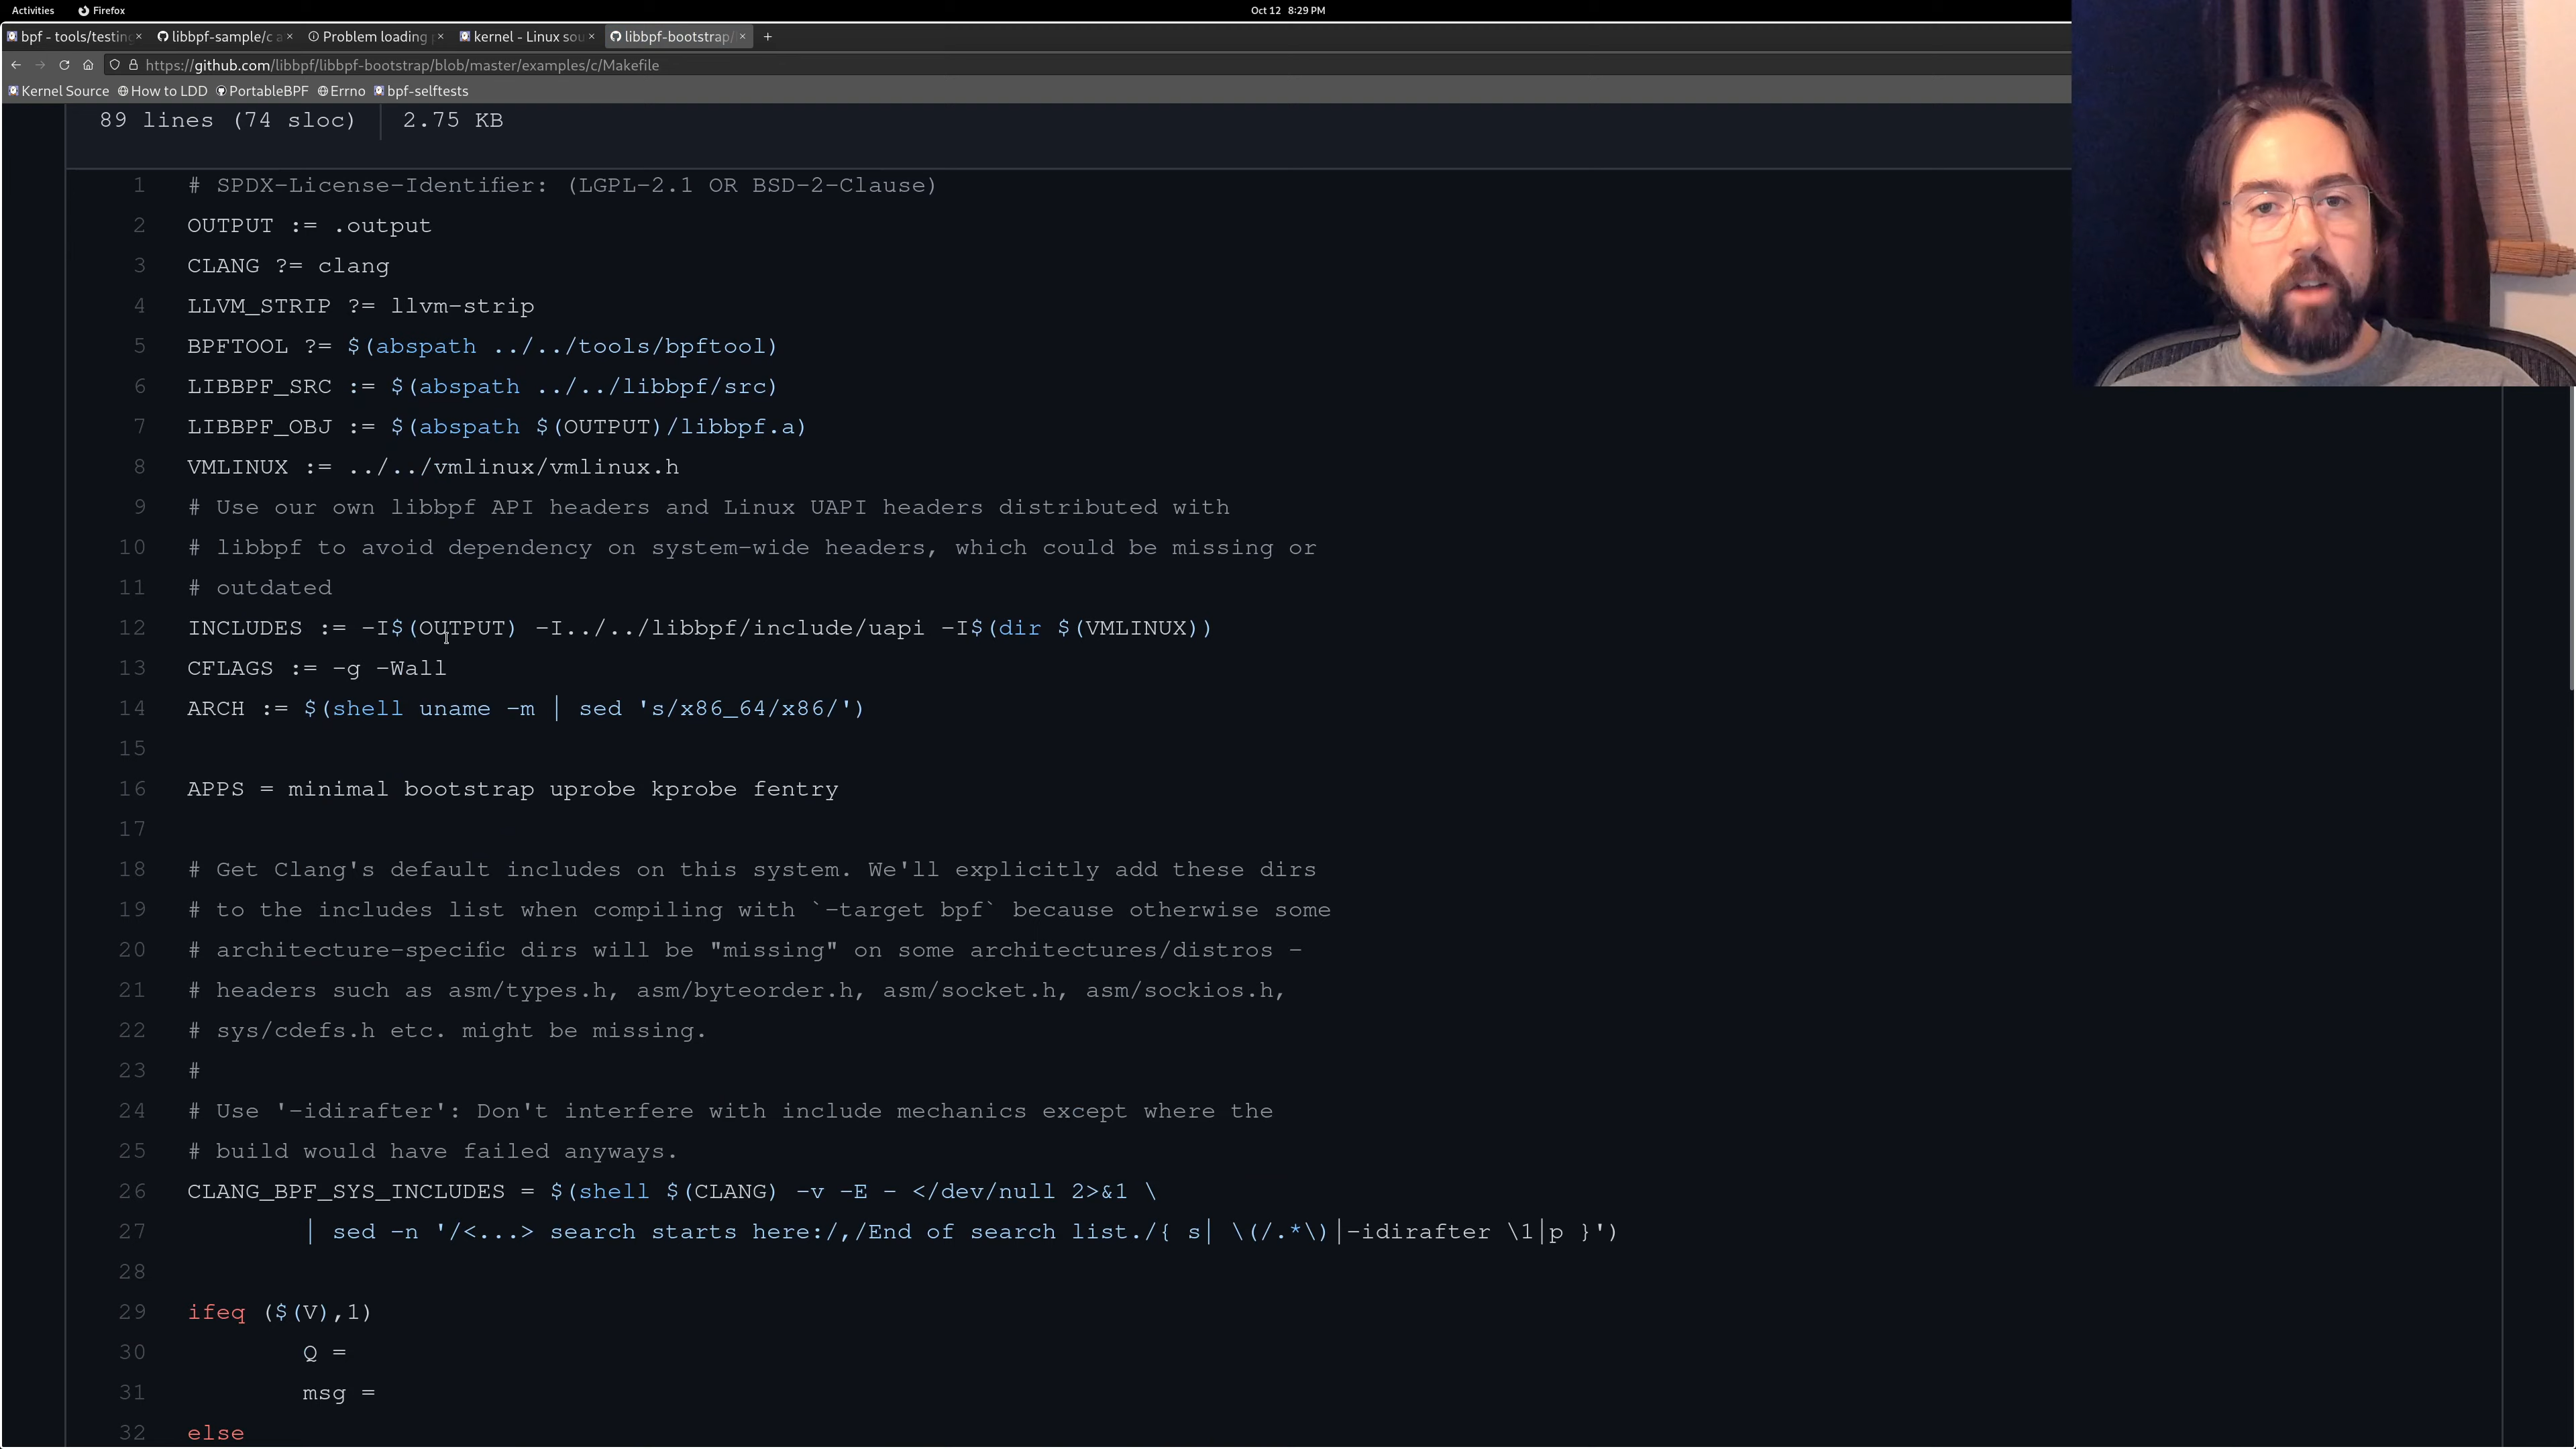 Activities Firefox Oct 12 8:29 PM
bpf - tools/testing × libbpf-sample/c a × Problem loading × kernel - Linux sou × libbpf-bootstrap/ × +
https://github.com/libbpf/libbpf-bootstrap/blob/master/examples/c/Makefile
Kernel Source How to LDD PortableBPF Errno bpf-selftests
89 lines (74 sloc) 2.75 KB
1 # SPDX-License-Identifier: (LGPL-2.1 OR BSD-2-Clause)
2 OUTPUT := .output
3 CLANG ?= clang
4 LLVM_STRIP ?= llvm-strip
5 BPFTOOL ?= $(abspath ../../tools/bpftool)
6 LIBBPF_SRC := $(abspath ../../libbpf/src)
7 LIBBPF_OBJ := $(abspath $(OUTPUT)/libbpf.a)
8 VMLINUX := ../../vmlinux/vmlinux.h
9 # Use our own libbpf API headers and Linux UAPI headers distributed with
10 # libbpf to avoid dependency on system-wide headers, which could be missing or
11 # outdated
12 INCLUDES := -I$(OUTPUT) -I../../libbpf/include/uapi -I$(dir $(VMLINUX))
13 CFLAGS := -g -Wall
14 ARCH := $(shell uname -m | sed 's/x86_64/x86/')
15
16 APPS = minimal bootstrap uprobe kprobe fentry
17
18 # Get Clang's default includes on this system. We'll explicitly add these dirs
19 # to the includes list when compiling with `-target bpf` because otherwise some
20 # architecture-specific dirs will be "missing" on some architectures/distros -
21 # headers such as asm/types.h, asm/byteorder.h, asm/socket.h, asm/sockios.h,
22 # sys/cdefs.h etc. might be missing.
23 #
24 # Use '-idirafter': Don't interfere with include mechanics except where the
25 # build would have failed anyways.
26 CLANG_BPF_SYS_INCLUDES = $(shell $(CLANG) -v -E - </dev/null 2>&1 \
27 | sed -n '/<...> search starts here:/,/End of search list./{ s| \(/.*\)|-idirafter \1|p }')
28
29 ifeq ($(V),1)
30 Q =
31 msg =
32 else